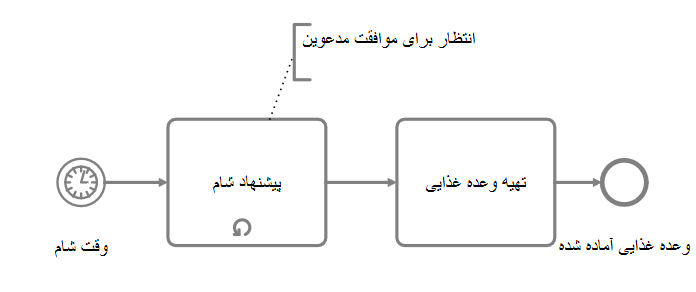 انتظار برای موافقت مدعوین
پیشنهاد شام
تهیه وعده غذایی
وقت شام
وعده غذایی آماده شده